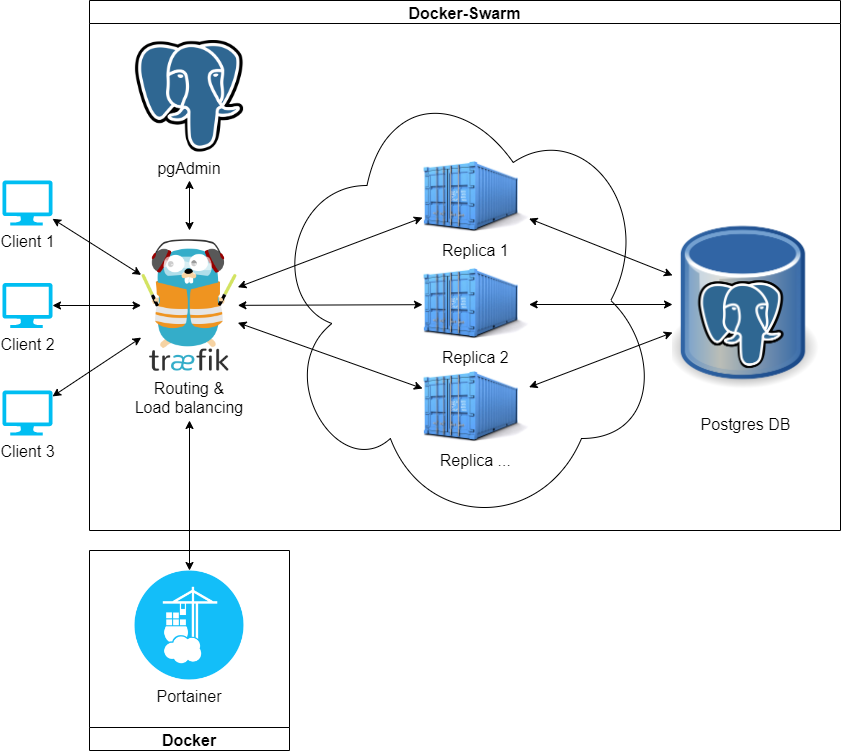 Docker-Swarm
pgAdmin
Client 1
Client 2
Client 3
træfik
Routing &
Load balancing
Replica 1
Replica 2
Replica ...
Postgres DB
Portainer
Docker